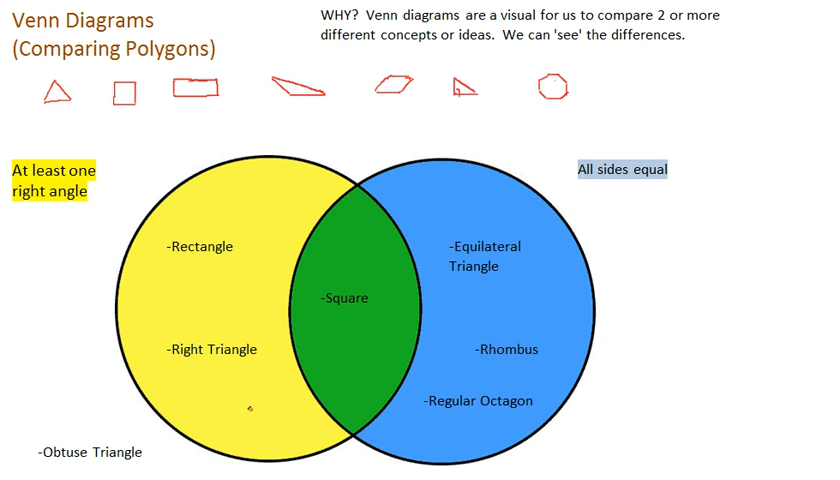 Venn Diagrams
(Comparing Polygons)
WHY?  Venn diagrams are a visual for us to compare 2 or more
different concepts or ideas.  We can 'see' the differences.
At least one
right angle
All sides equal
-Rectangle
-Equilateral
Triangle
-Square
-Right Triangle
-Rhombus
-Regular Octagon
-Obtuse Triangle